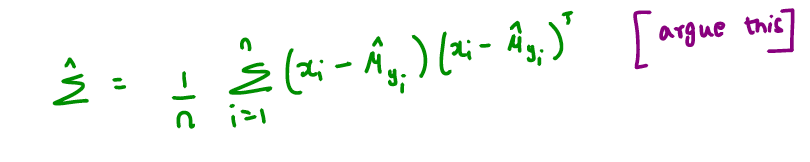 Σ̂ = 1/n Σ_{i=1}^{n} (x_i - μ̂_{y_i}) (x_i - μ̂_{y_i})^T [argue this]